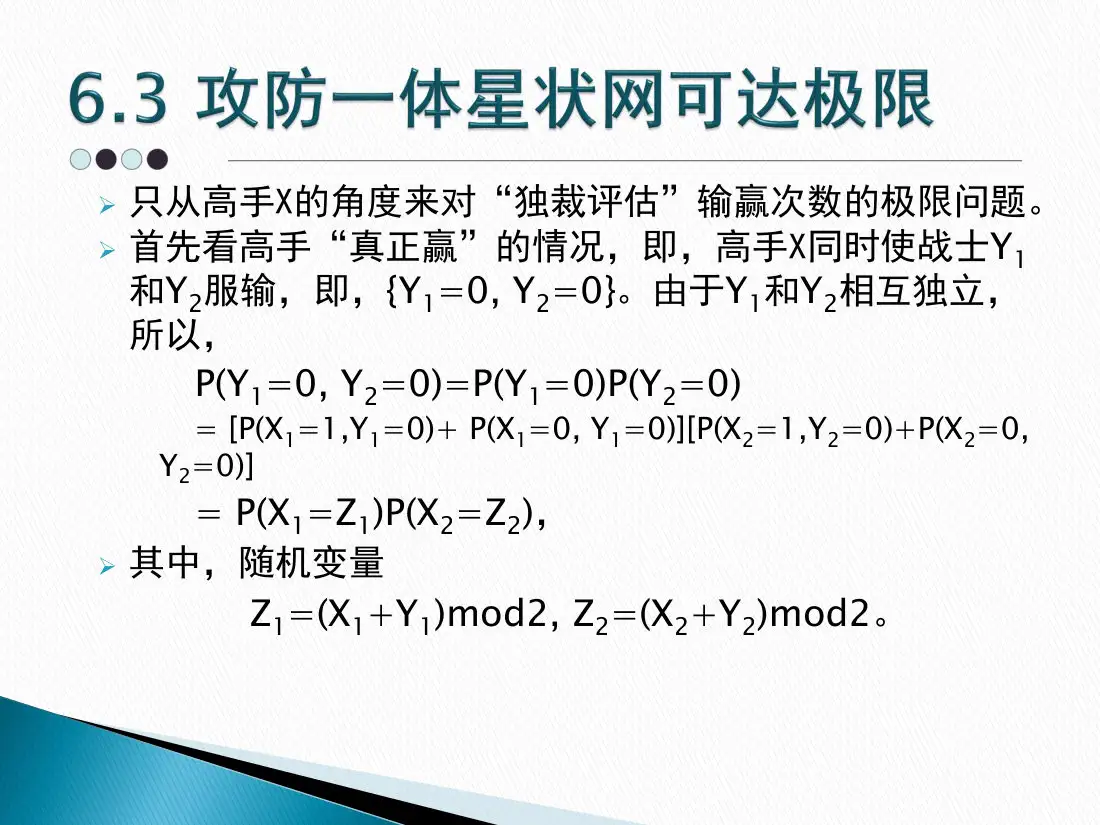 6.3 攻防一体星状网可达极限
只从高手X的角度来对“独裁评估”输赢次数的极限问题。
首先看高手“真正赢”的情况，即，高手X同时使战士Y₁
和Y₂服输，即，{Y₁=0, Y₂=0}。由于Y₁和Y₂相互独立，
所以，
P(Y₁=0, Y₂=0)=P(Y₁=0)P(Y₂=0)
= [P(X₁=1,Y₁=0)+ P(X₁=0, Y₁=0)][P(X₂=1,Y₂=0)+P(X₂=0,
Y₂=0)]
= P(X₁=Z₁)P(X₂=Z₂)，
其中，随机变量
Z₁=(X₁+Y₁)mod2, Z₂=(X₂+Y₂)mod2。